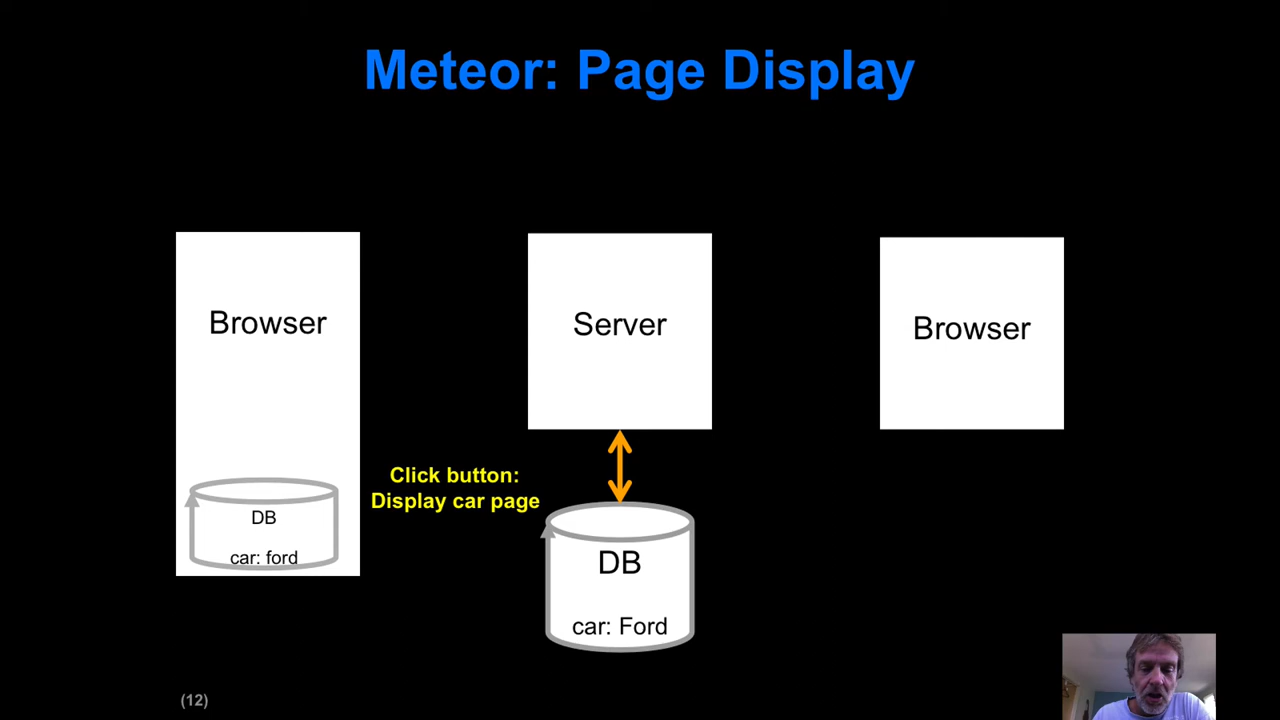 Meteor: Page Display
Browser
Server
Browser
Click button:
Display car page
DB
car: ford
DB
car: Ford
(12)